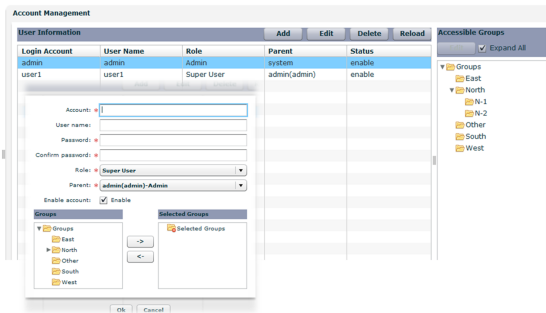 Account Management
User Information
Add Edit Delete Reload
Login Account User Name Role Parent Status
admin admin Admin system enable
user1 user1 Super User admin(admin) enable
Accessible Groups
Expand All
Groups
East
North
N-1
N-2
Other
South
West
Account: *
User name:
Password: *
Confirm password: *
Role: * Super User
Parent: * admin(admin)-Admin
Enable account: Enable
Groups
Groups
East
North
Other
South
West
->
<-
Selected Groups
Selected Groups
Ok Cancel